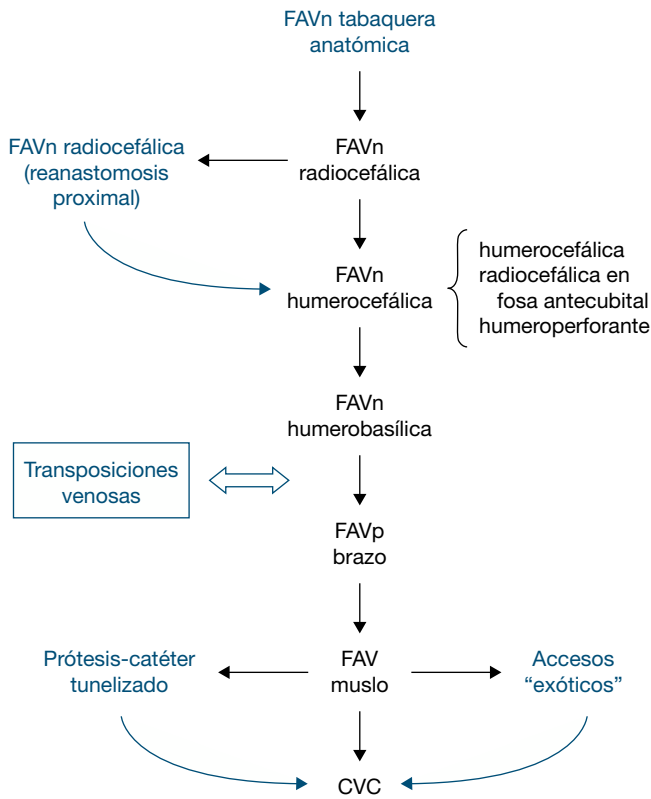 FAVn tabaquera
anatómica
FAVn radiocefálica
(reanastomosis
proximal)
FAVn
radiocefálica
FAVn
humerocefálica
humerocefálica
radiocefálica en
fosa antecubital
humeroperforante
FAVn
humerobasílica
Transposiciones
venosas
FAVp
brazo
Prótesis-catéter
tunelizado
FAV
muslo
Accesos
“exóticos”
CVC